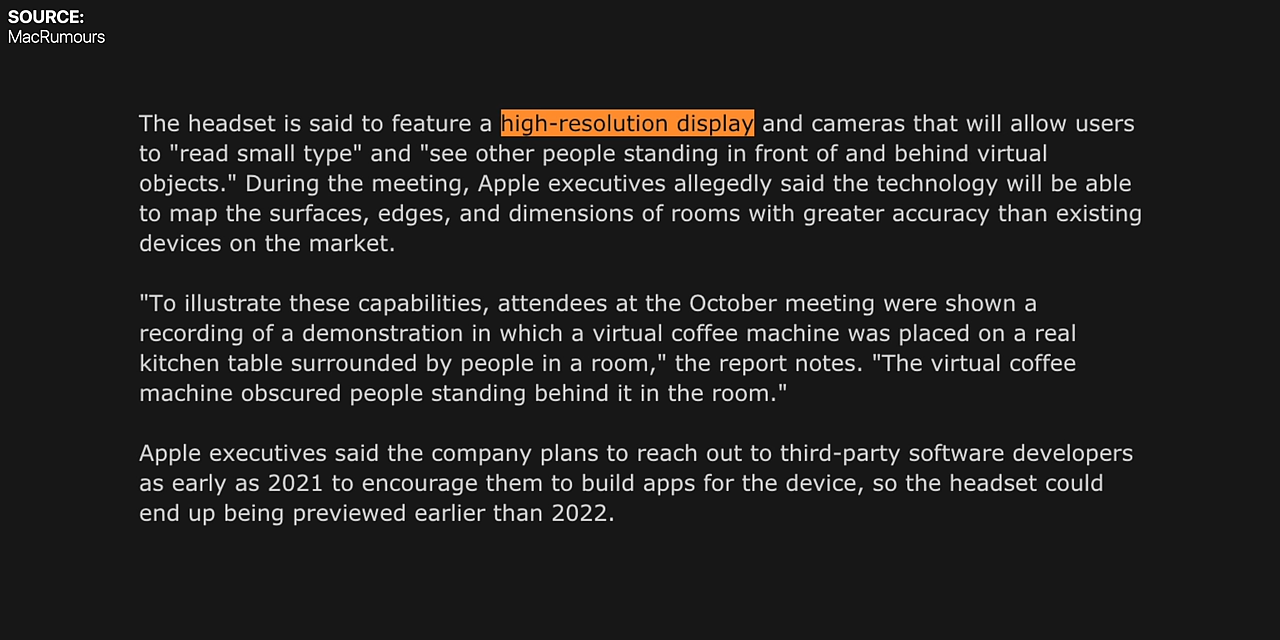 SOURCE:
MacRumours
The headset is said to feature a high-resolution display and cameras that will allow users
to "read small type" and "see other people standing in front of and behind virtual
objects." During the meeting, Apple executives allegedly said the technology will be able
to map the surfaces, edges, and dimensions of rooms with greater accuracy than existing
devices on the market.
"To illustrate these capabilities, attendees at the October meeting were shown a
recording of a demonstration in which a virtual coffee machine was placed on a real
kitchen table surrounded by people in a room," the report notes. "The virtual coffee
machine obscured people standing behind it in the room."
Apple executives said the company plans to reach out to third-party software developers
as early as 2021 to encourage them to build apps for the device, so the headset could
end up being previewed earlier than 2022.